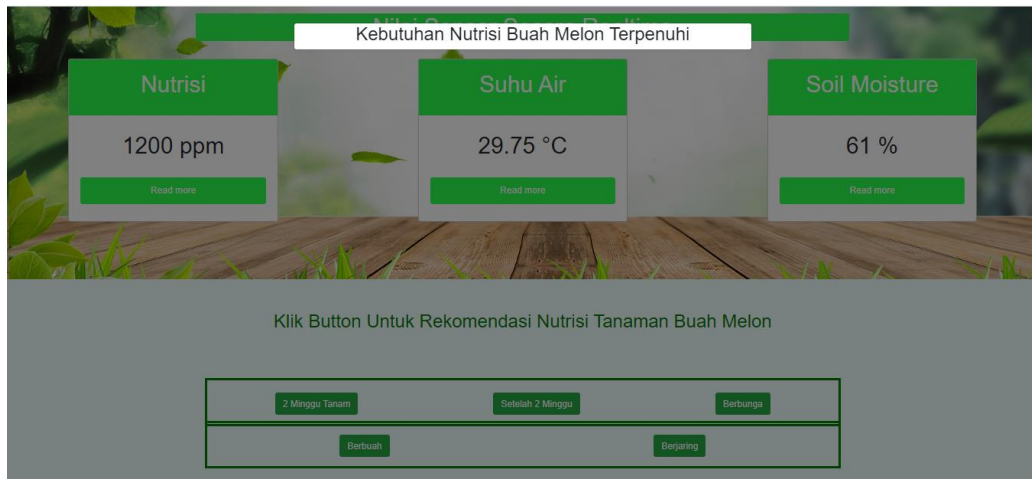 Kebutuhan Nutrisi Buah Melon Terpenuhi
Nutrisi
Suhu Air
Soil Moisture
1200 ppm
29.75 °C
61 %
Read more
Read more
Read more
Klik Button Untuk Rekomendasi Nutrisi Tanaman Buah Melon
2 Minggu Tanam
Setelah 2 Minggu
Berbunga
Berbuah
Berjaring